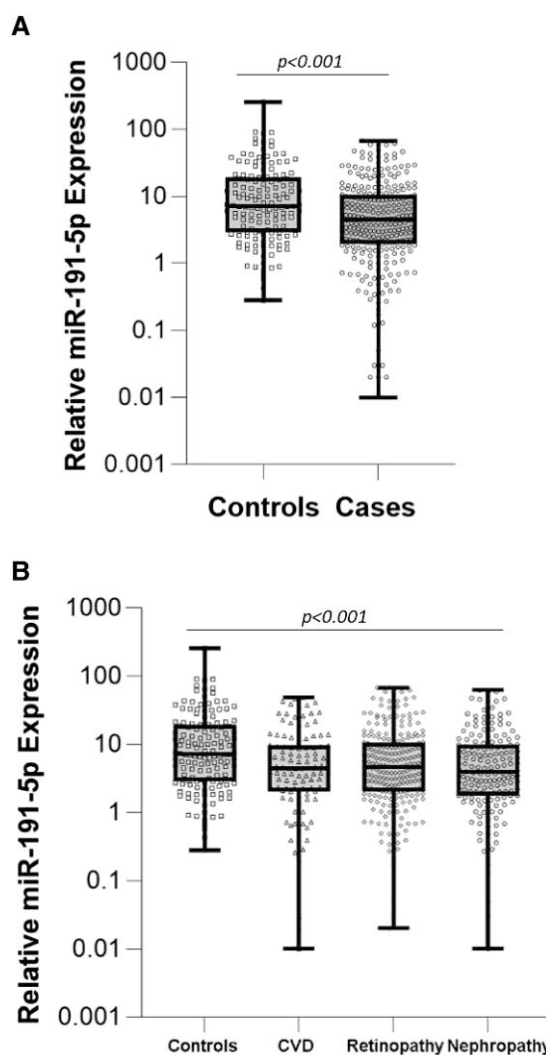 A
p<0.001
Relative miR-191-5p Expression
1000
100
10
1
0.1
0.01
0.001
Controls Cases
B
p<0.001
Relative miR-191-5p Expression
1000
100
10
1
0.1
0.01
0.001
Controls CVD Retinopathy Nephropathy